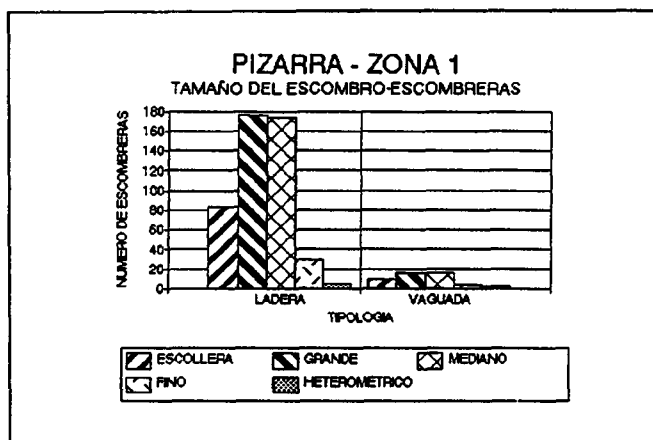 PIZARRA - ZONA 1
TAMAÑO DEL ESCOMBRO-ESCOMBRERAS
NUMERO DE ESCOMBRERAS
180
160
140
120
100
80
60
40
20
0
LADERA
VAGUADA
TIPOLOGIA
ESCOLLERA
GRANDE
MEDIANO
FINO
HETEROMETRICO